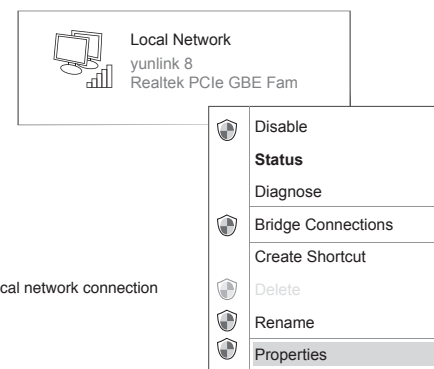 Local Network
yunlink 8
Realtek PCIe GBE Fam
Disable
Status
Diagnose
Bridge Connections
Create Shortcut
cal network connection
Delete
Rename
Properties